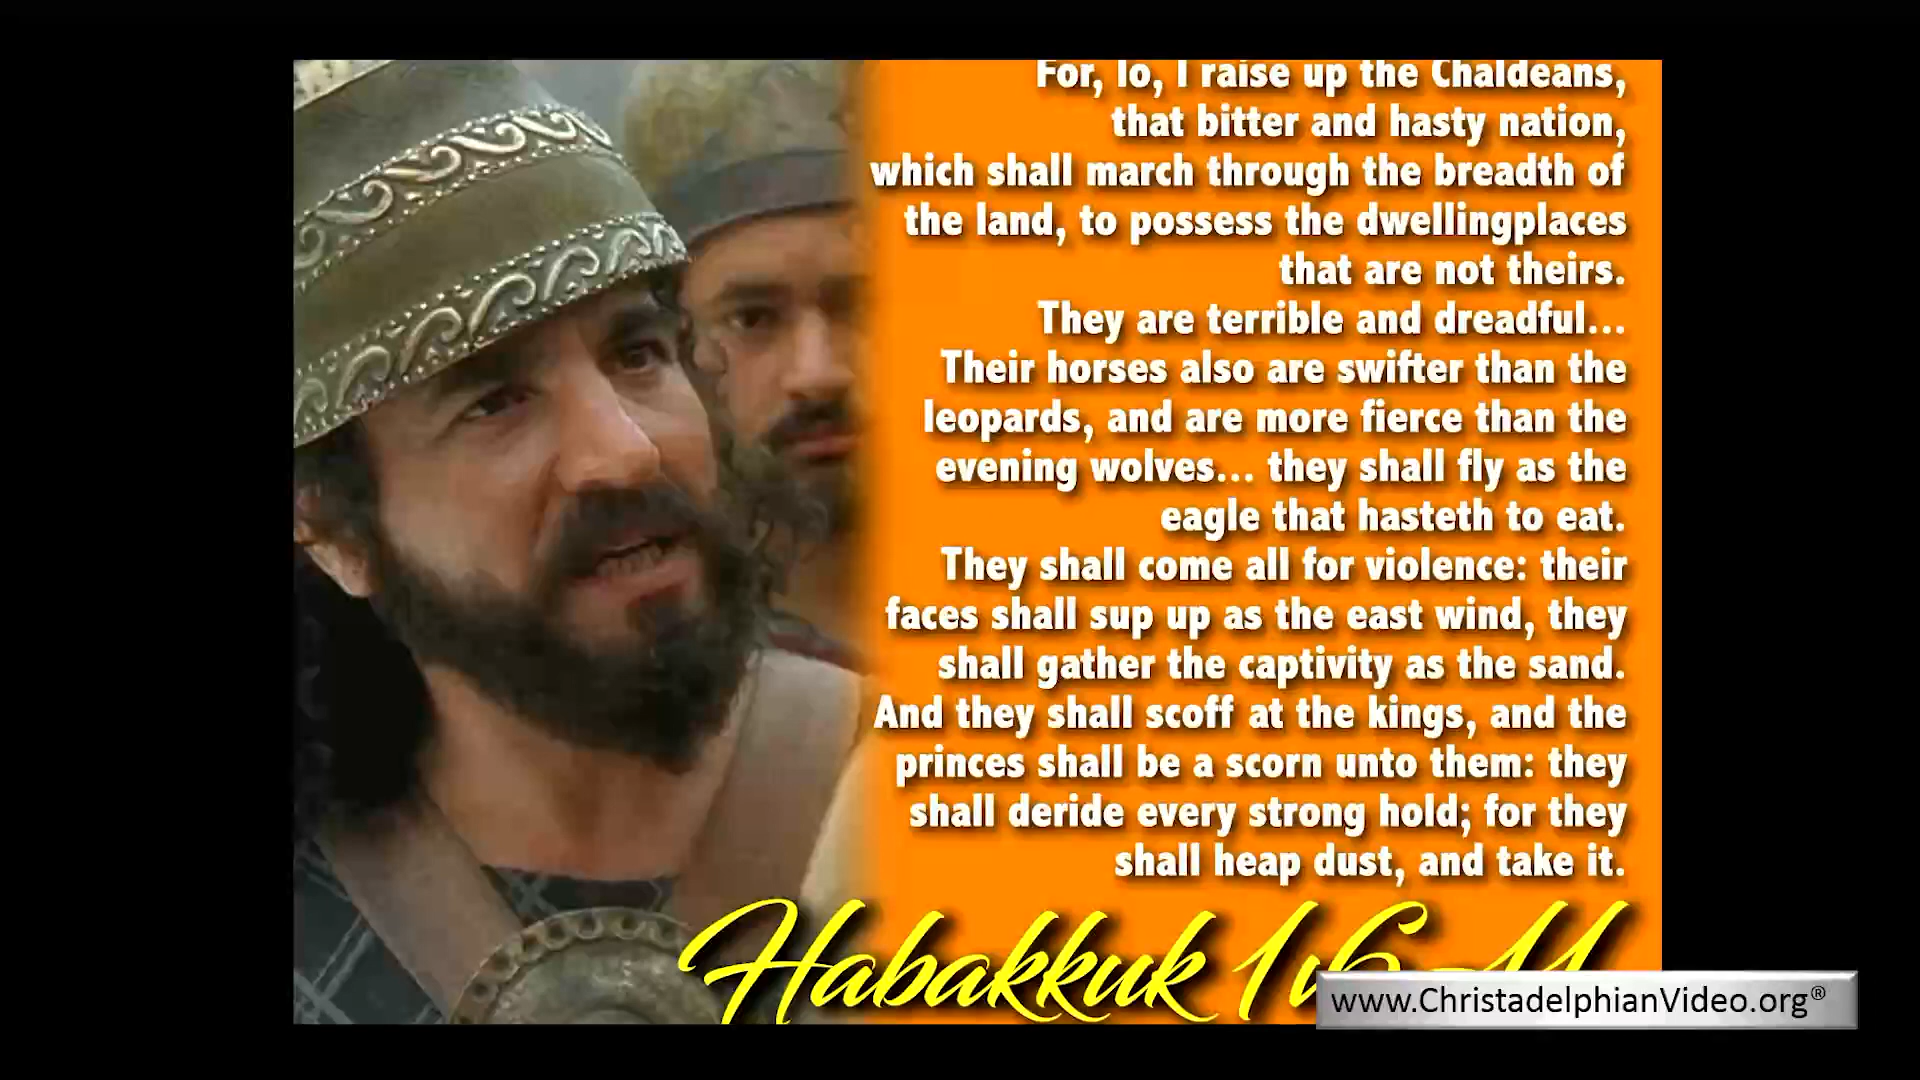 For, lo, I raise up the Chaldeans,
that bitter and hasty nation,
which shall march through the breadth of
the land, to possess the dwellingplaces
that are not theirs.
They are terrible and dreadful...
Their horses also are swifter than the
leopards, and are more fierce than the
evening wolves... they shall fly as the
eagle that hasteth to eat.
They shall come all for violence: their
faces shall sup up as the east wind, they
shall gather the captivity as the sand.
And they shall scoff at the kings, and the
princes shall be a scorn unto them: they
shall deride every strong hold; for they
shall heap dust, and take it.
Habakkuk 1v6-11
www.ChristadelphianVideo.org®